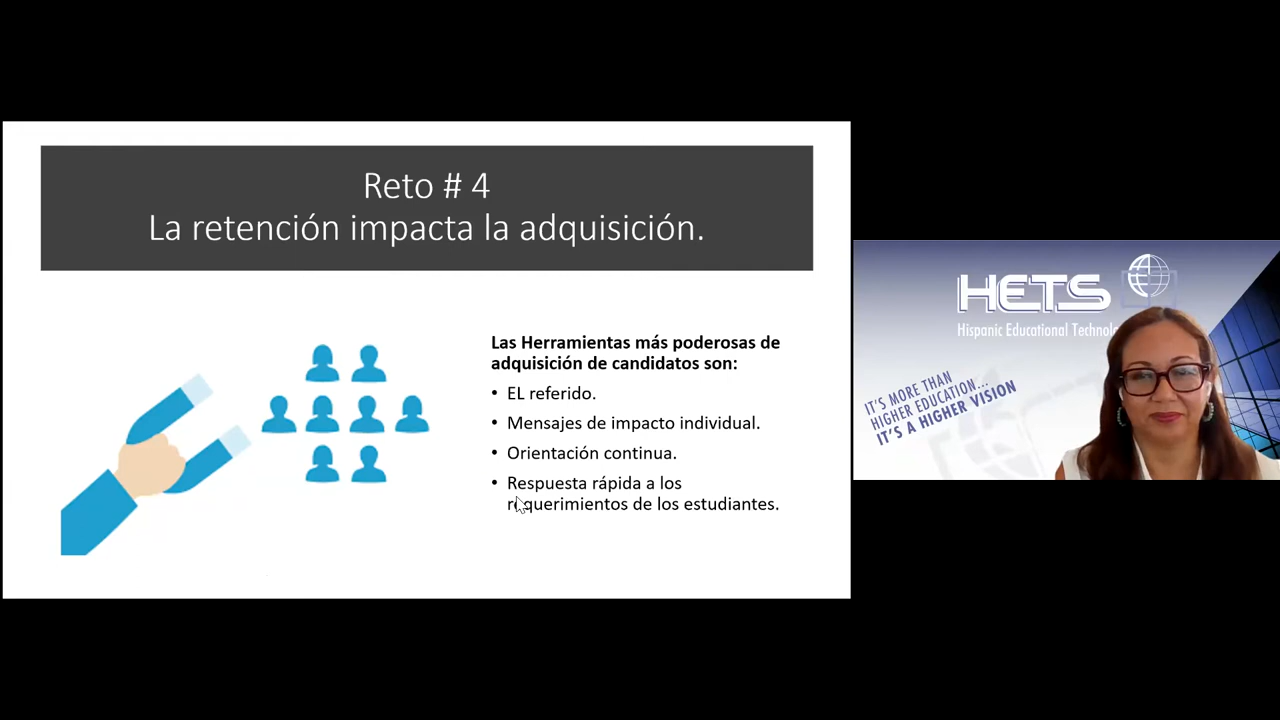 Reto # 4
La retención impacta la adquisición.
Las Herramientas más poderosas de
adquisición de candidatos son:
• EL referido.
• Mensajes de impacto individual.
• Orientación continua.
• Respuesta rápida a los
requerimientos de los estudiantes.
HETS
Hispanic Educational
IT'S MORE THAN
HIGHER EDUCATION...
IT'S A HIGHER VISION